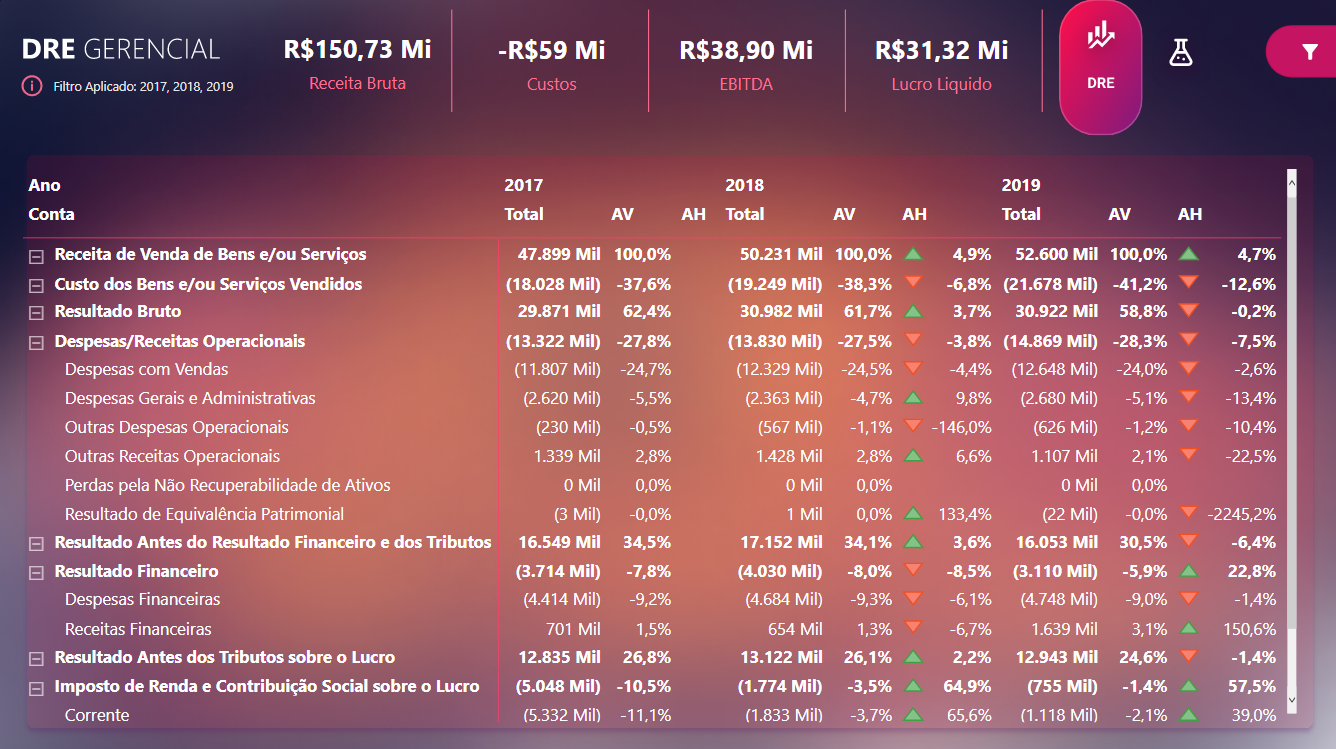 DRE GERENCIAL
Filtro Aplicado: 2017, 2018, 2019
R$150,73 Mi
Receita Bruta
-R$59 Mi
Custos
R$38,90 Mi
EBITDA
R$31,32 Mi
Lucro Liquido
DRE
Ano 2017 2018 2019
Conta Total AV AH Total AV AH Total AV AH
Receita de Venda de Bens e/ou Serviços 47.899 Mil 100,0% 50.231 Mil 100,0% 4,9% 52.600 Mil 100,0% 4,7%
Custo dos Bens e/ou Serviços Vendidos (18.028 Mil) -37,6% (19.249 Mil) -38,3% -6,8% (21.678 Mil) -41,2% -12,6%
Resultado Bruto 29.871 Mil 62,4% 30.982 Mil 61,7% 3,7% 30.922 Mil 58,8% -0,2%
Despesas/Receitas Operacionais (13.322 Mil) -27,8% (13.830 Mil) -27,5% -3,8% (14.869 Mil) -28,3% -7,5%
Despesas com Vendas (11.807 Mil) -24,7% (12.329 Mil) -24,5% -4,4% (12.648 Mil) -24,0% -2,6%
Despesas Gerais e Administrativas (2.620 Mil) -5,5% (2.363 Mil) -4,7% 9,8% (2.680 Mil) -5,1% -13,4%
Outras Despesas Operacionais (230 Mil) -0,5% (567 Mil) -1,1% -146,0% (626 Mil) -1,2% -10,4%
Outras Receitas Operacionais 1.339 Mil 2,8% 1.428 Mil 2,8% 6,6% 1.107 Mil 2,1% -22,5%
Perdas pela Não Recuperabilidade de Ativos 0 Mil 0,0% 0 Mil 0,0% 0 Mil 0,0%
Resultado de Equivalência Patrimonial (3 Mil) -0,0% 1 Mil 0,0% 133,4% (22 Mil) -0,0% -2245,2%
Resultado Antes do Resultado Financeiro e dos Tributos 16.549 Mil 34,5% 17.152 Mil 34,1% 3,6% 16.053 Mil 30,5% -6,4%
Resultado Financeiro (3.714 Mil) -7,8% (4.030 Mil) -8,0% -8,5% (3.110 Mil) -5,9% 22,8%
Despesas Financeiras (4.414 Mil) -9,2% (4.684 Mil) -9,3% -6,1% (4.748 Mil) -9,0% -1,4%
Receitas Financeiras 701 Mil 1,5% 654 Mil 1,3% -6,7% 1.639 Mil 3,1% 150,6%
Resultado Antes dos Tributos sobre o Lucro 12.835 Mil 26,8% 13.122 Mil 26,1% 2,2% 12.943 Mil 24,6% -1,4%
Imposto de Renda e Contribuição Social sobre o Lucro (5.048 Mil) -10,5% (1.774 Mil) -3,5% 64,9% (755 Mil) -1,4% 57,5%
Corrente (5.332 Mil) -11,1% (1.833 Mil) -3,7% 65,6% (1.118 Mil) -2,1% 39,0%